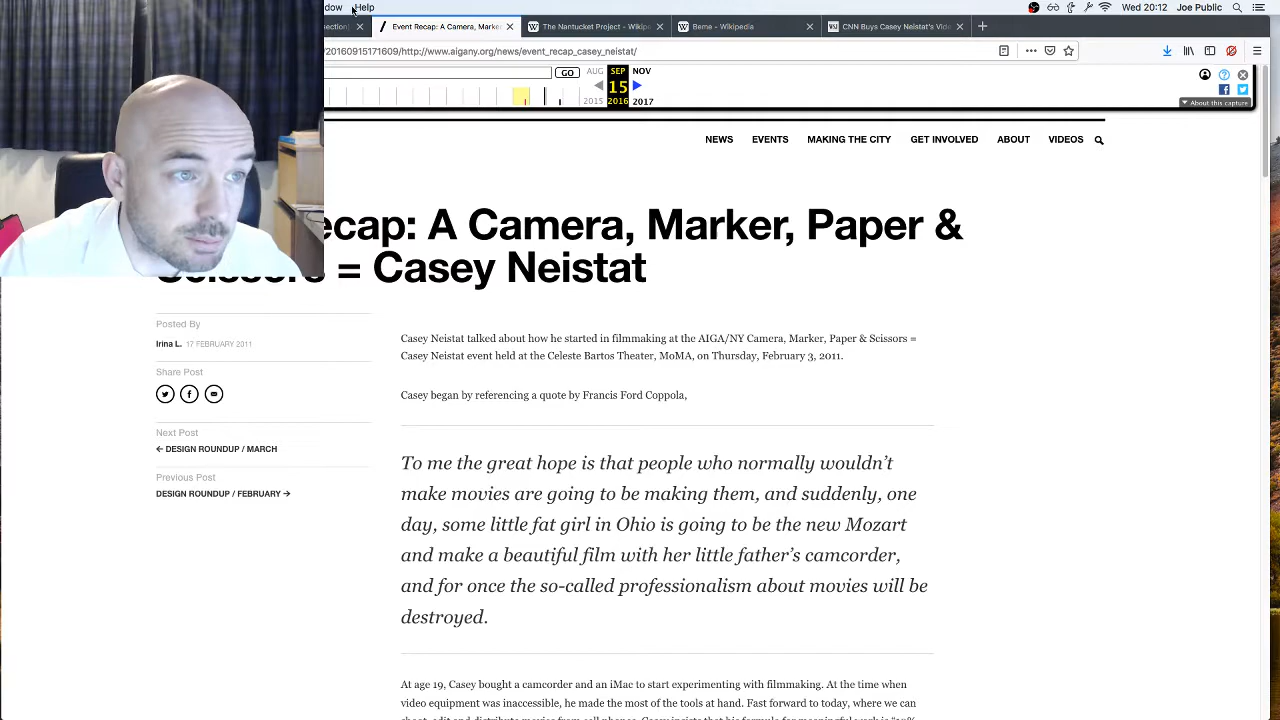 dow Help
Wed 20:12 Joe Public
ection!
Event Recap: A Camera, Marke
The Nantucket Project - Wikipe
Beme - Wikipedia
CNN Buys Casey Neistat's Vid
/20160915171609/http://www.aigany.org/news/event_recap_casey_neistat/
GO
AUG SEP NOV
15
2015 2016 2017
About this capture
NEWS EVENTS MAKING THE CITY GET INVOLVED ABOUT VIDEOS
ecap: A Camera, Marker, Paper &
Scissors = Casey Neistat
Posted By
Irina L. 17 FEBRUARY 2011
Share Post
Next Post
← DESIGN ROUNDUP / MARCH
Previous Post
DESIGN ROUNDUP / FEBRUARY →
Casey Neistat talked about how he started in filmmaking at the AIGA/NY Camera, Marker, Paper & Scissors =
Casey Neistat event held at the Celeste Bartos Theater, MoMA, on Thursday, February 3, 2011.
Casey began by referencing a quote by Francis Ford Coppola,
To me the great hope is that people who normally wouldn't
make movies are going to be making them, and suddenly, one
day, some little fat girl in Ohio is going to be the new Mozart
and make a beautiful film with her little father's camcorder,
and for once the so-called professionalism about movies will be
destroyed.
At age 19, Casey bought a camcorder and an iMac to start experimenting with filmmaking. At the time when
video equipment was inaccessible, he made the most of the tools at hand. Fast forward to today, where we can